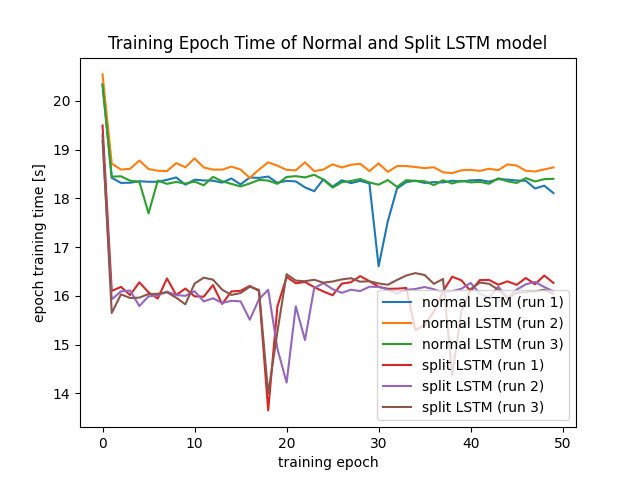 Training Epoch Time of Normal and Split LSTM model
epoch training time [s]
20
19
18
17
16
15
14
0
10
20
30
40
50
training epoch
normal LSTM (run 1)
normal LSTM (run 2)
normal LSTM (run 3)
split LSTM (run 1)
split LSTM (run 2)
split LSTM (run 3)